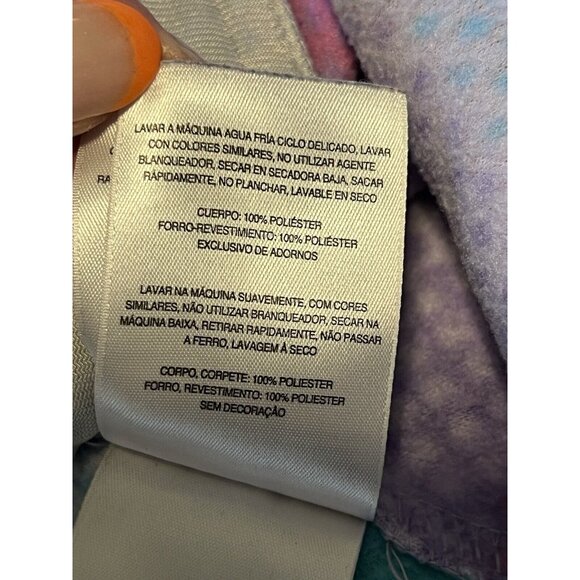 LAVAR A MÁQUINA AGUA FRÍA CICLO DELICADO, LAVAR
CON COLORES SIMILARES, NO UTILIZAR AGENTE
BLANQUEADOR, SECAR EN SECADORA BAJA, SACAR
RÁPIDAMENTE, NO PLANCHAR, LAVABLE EN SECO
CUERPO: 100% POLIÉSTER
FORRO-REVESTIMIENTO: 100% POLIÉSTER
EXCLUSIVO DE ADORNOS
LAVAR NA MÁQUINA SUAVEMENTE, COM CORES
SIMILARES, NÃO UTILIZAR BRANQUEADOR, SECAR NA
MÁQUINA BAIXA, RETIRAR RAPIDAMENTE, NÃO PASSAR
A FERRO, LAVAGEM À SECO
CORPO, CORPETE: 100% POLIESTER
FORRO, REVESTIMENTO: 100% POLIESTER
SEM DECORAÇÃO